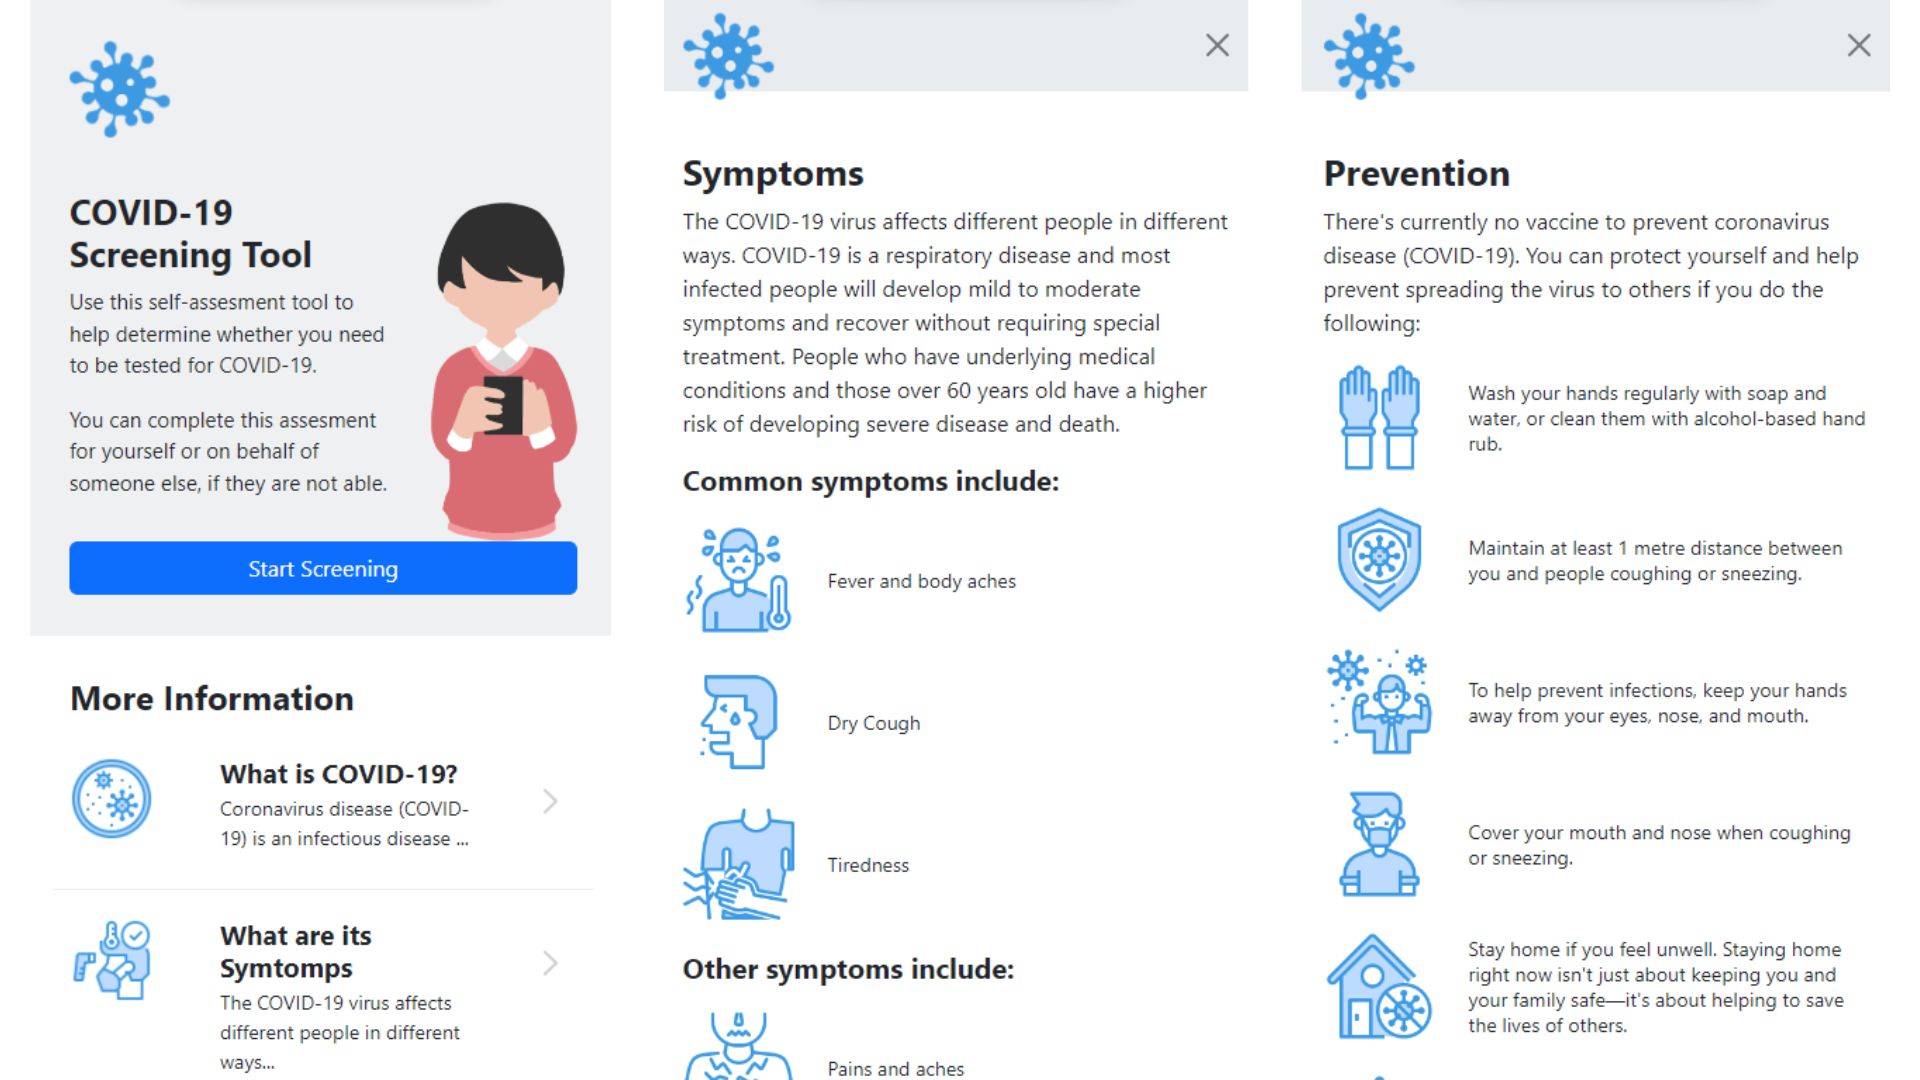 COVID-19
Screening Tool
Use this self-assesment tool to
help determine whether you need
to be tested for COVID-19.
You can complete this assesment
for yourself or on behalf of
someone else, if they are not able.
Start Screening
More Information
What is COVID-19?
Coronavirus disease (COVID-
19) is an infectious disease ...
What are its
Symtomps
The COVID-19 virus affects
different people in different
ways...
Symptoms
The COVID-19 virus affects different people in different
ways. COVID-19 is a respiratory disease and most
infected people will develop mild to moderate
symptoms and recover without requiring special
treatment. People who have underlying medical
conditions and those over 60 years old have a higher
risk of developing severe disease and death.
Common symptoms include:
Fever and body aches
Dry Cough
Tiredness
Other symptoms include:
Pains and aches
Prevention
There's currently no vaccine to prevent coronavirus
disease (COVID-19). You can protect yourself and help
prevent spreading the virus to others if you do the
following:
Wash your hands regularly with soap and
water, or clean them with alcohol-based hand
rub.
Maintain at least 1 metre distance between
you and people coughing or sneezing.
To help prevent infections, keep your hands
away from your eyes, nose, and mouth.
Cover your mouth and nose when coughing
or sneezing.
Stay home if you feel unwell. Staying home
right now isn't just about keeping you and
your family safe—it's about helping to save
the lives of others.